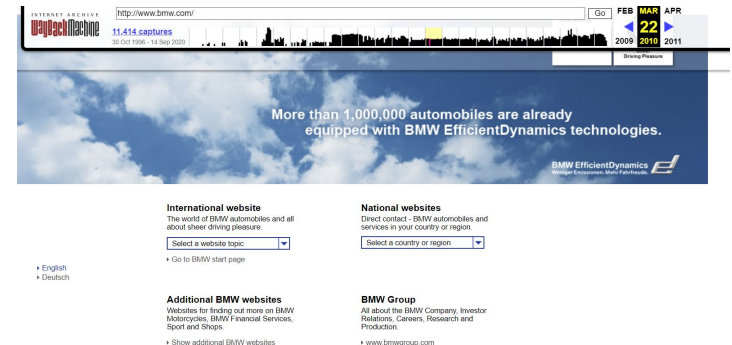 INTERNET ARCHIVE
WayBackMachine
http://www.bmw.com/
Go
FEB MAR APR
11,414 captures
22
30 Oct 1996 - 14 Sep 2020
2009 2010 2011
Driving Pleasure
More than 1,000,000 automobiles are already
equipped with BMW EfficientDynamics technologies.
BMW EfficientDynamics
Weniger Emissionen. Mehr Fahrfreude.
International website
The world of BMW automobiles and all
about sheer driving pleasure.
Select a website topic
Go to BMW start page
National websites
Direct contact - BMW automobiles and
services in your country or region.
Select a country or region
English
Deutsch
Additional BMW websites
Websites for finding out more on BMW
Motorcycles, BMW Financial Services,
Sport and Shops.
Show additional BMW websites
BMW Group
All about the BMW Company, Investor
Relations, Careers, Research and
Production.
www.bmwgroup.com